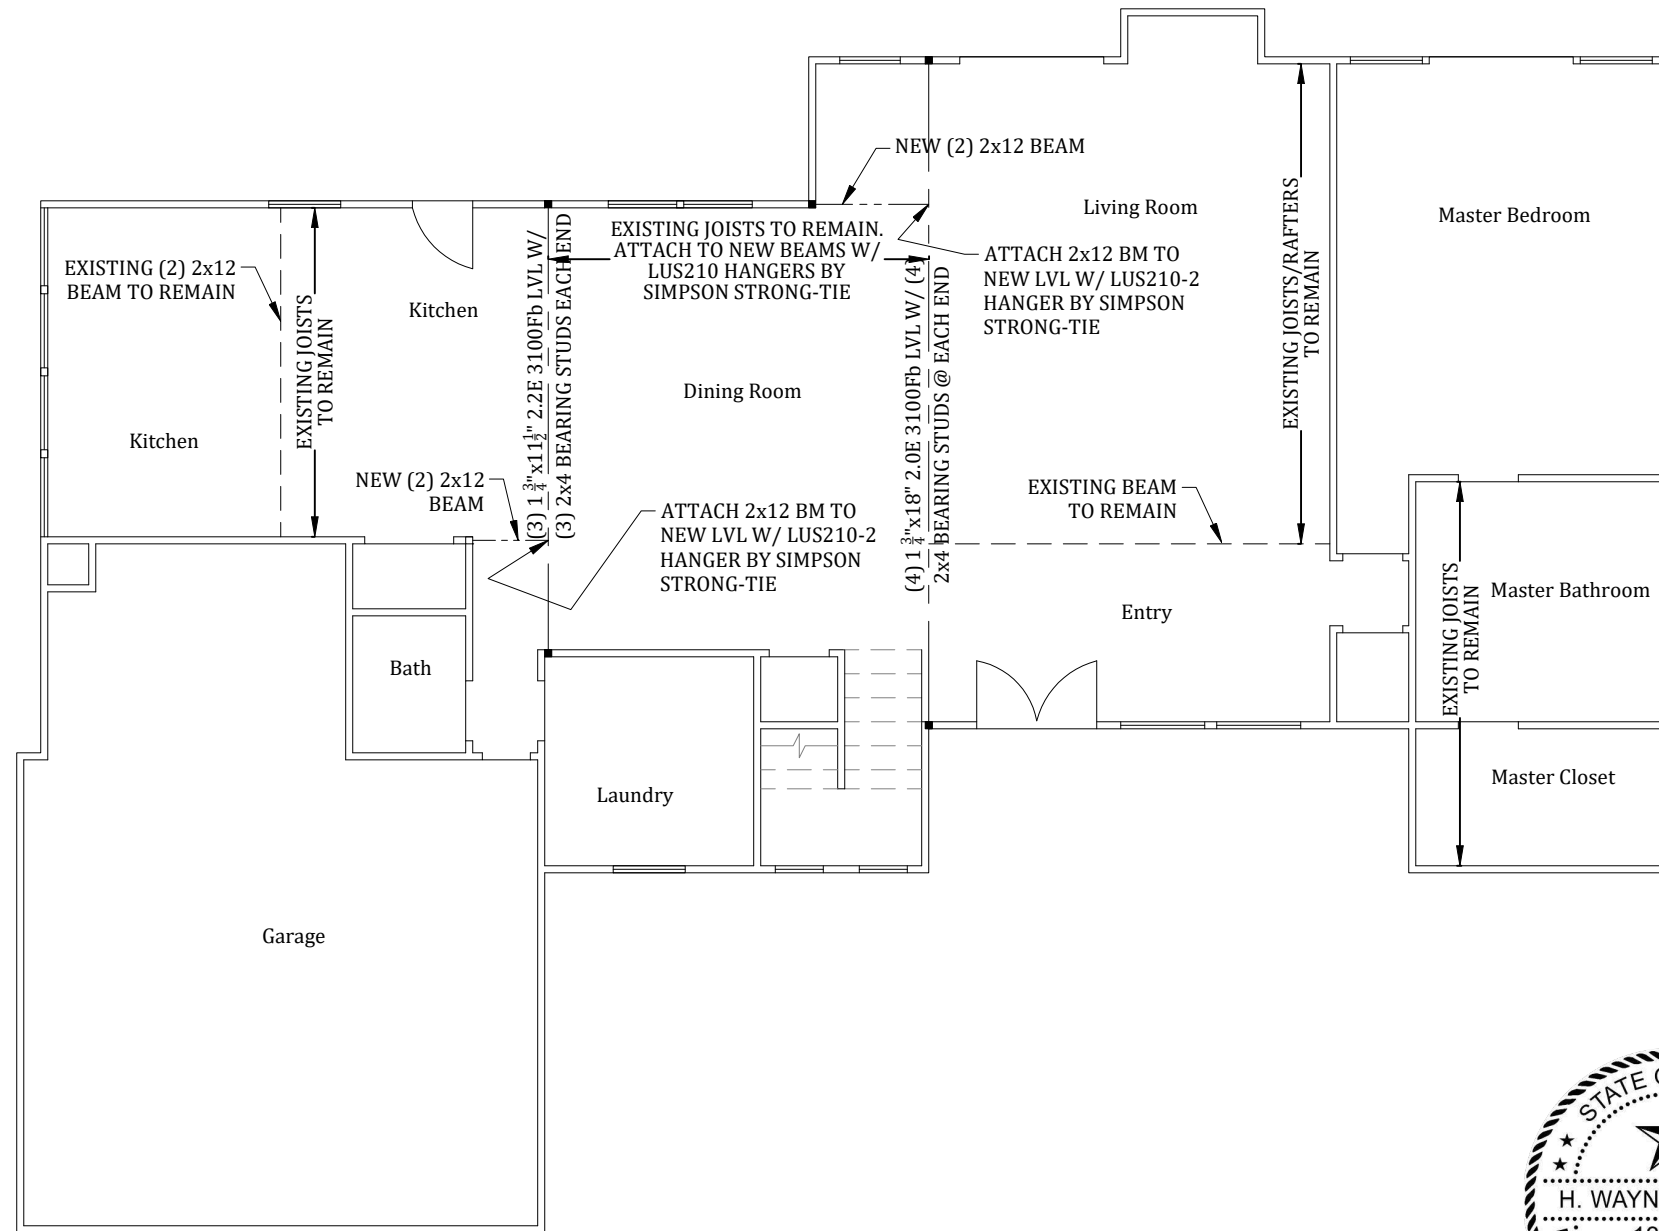 NEW (2) 2x12 BEAM
Living Room
Master Bedroom
EXISTING JOISTS/RAFTERS
TO REMAIN
EXISTING JOISTS TO REMAIN.
ATTACH TO NEW BEAMS W/
LUS210 HANGERS BY
SIMPSON STRONG-TIE
ATTACH 2x12 BM TO
NEW LVL W/ LUS210-2
HANGER BY SIMPSON
STRONG-TIE
EXISTING (2) 2x12
BEAM TO REMAIN
EXISTING JOISTS
TO REMAIN
Kitchen
(3) 1 3/4"x11 1/2" 2.2E 3100Fb LVL W/
(3) 2x4 BEARING STUDS EACH END
Dining Room
(4) 1 3/4"x18" 2.0E 3100Fb LVL W/ (4)
2x4 BEARING STUDS @ EACH END
Kitchen
NEW (2) 2x12
BEAM
ATTACH 2x12 BM TO
NEW LVL W/ LUS210-2
HANGER BY SIMPSON
STRONG-TIE
EXISTING BEAM
TO REMAIN
Entry
Master Bathroom
EXISTING JOISTS
TO REMAIN
Bath
Laundry
Master Closet
Garage
STATE
H. WAYN